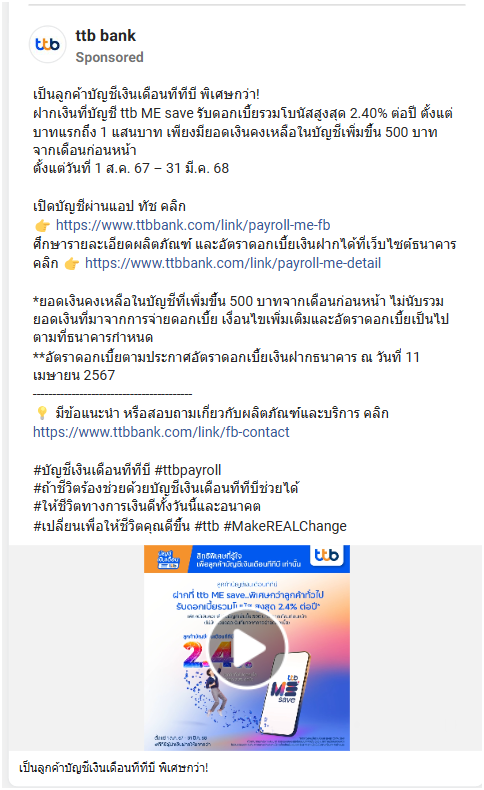 ttb
ttb bank
Sponsored
เป็นลูกค้าบัญชีเงินเดือนทีทีบี พิเศษกว่า!
ฝากเงินที่บัญชี ttb ME save รับดอกเบี้ยรวมโบนัสสูงสุด 2.40% ต่อปี ตั้งแต่
บาทแรกถึง 1 แสนบาท เพียงมียอดเงินคงเหลือในบัญชีเพิ่มขึ้น 500 บาท
จากเดือนก่อนหน้า
ตั้งแต่วันที่ 1 ส.ค. 67 – 31 มี.ค. 68
เปิดบัญชีผ่านแอป ทัช คลิก
👉 https://www.ttbbank.com/link/payroll-me-fb
ศึกษารายละเอียดผลิตภัณฑ์ และอัตราดอกเบี้ยเงินฝากได้ที่เว็บไซต์ธนาคาร
คลิก 👉 https://www.ttbbank.com/link/payroll-me-detail
*ยอดเงินคงเหลือในบัญชีที่เพิ่มขึ้น 500 บาทจากเดือนก่อนหน้า ไม่นับรวม
ยอดเงินที่มาจากการจ่ายดอกเบี้ย เงื่อนไขเพิ่มเติมและอัตราดอกเบี้ยเป็นไป
ตามที่ธนาคารกำหนด
**อัตราดอกเบี้ยตามประกาศอัตราดอกเบี้ยเงินฝากธนาคาร ณ วันที่ 11
เมษายน 2567
----------------------------------------
💡 มีข้อแนะนำ หรือสอบถามเกี่ยวกับผลิตภัณฑ์และบริการ คลิก
https://www.ttbbank.com/link/fb-contact
#บัญชีเงินเดือนทีทีบี #ttbpayroll
#ถ้าชีวิตร้องช่วยด้วยบัญชีเงินเดือนทีทีบีช่วยได้
#ให้ชีวิตทางการเงินดีทั้งวันนี้และอนาคต
#เปลี่ยนเพื่อให้ชีวิตคุณดีขึ้น #ttb #MakeREALChange
สิทธิพิเศษที่รู้ใจ
เพื่อลูกค้าบัญชีเงินเดือนทีทีบี เท่านั้น
ttb
ลูกค้าบัญชีเงินเดือนทีทีบี
ฝากที่ ttb ME save...พิเศษกว่าลูกค้าทั่วไป
รับดอกเบี้ยรวมโบนัสสูงสุด 2.4% ต่อปี*
ttb
ME
save
เป็นลูกค้าบัญชีเงินเดือนทีทีบี พิเศษกว่า!